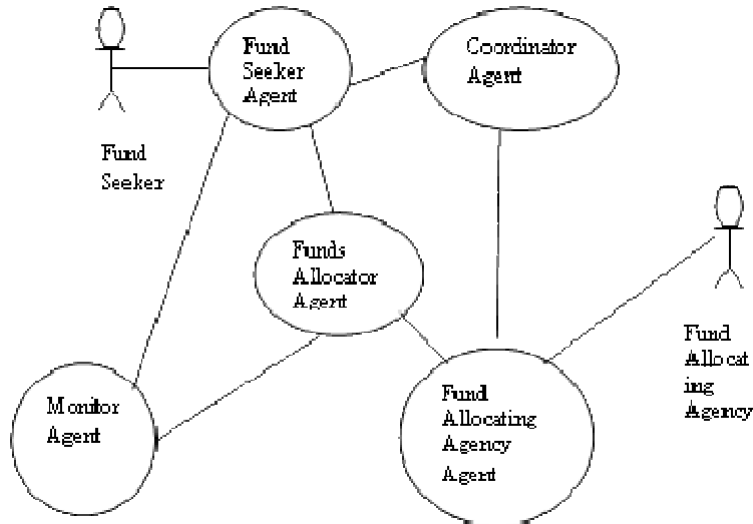 Fund
Seeker
Agent
Coordinator
Agent
Fund
Seeker
Funds
Allocator
Agent
Fund
Allocat
ing
Agency
Monitor
Agent
Fund
Allocating
Agency
Agent